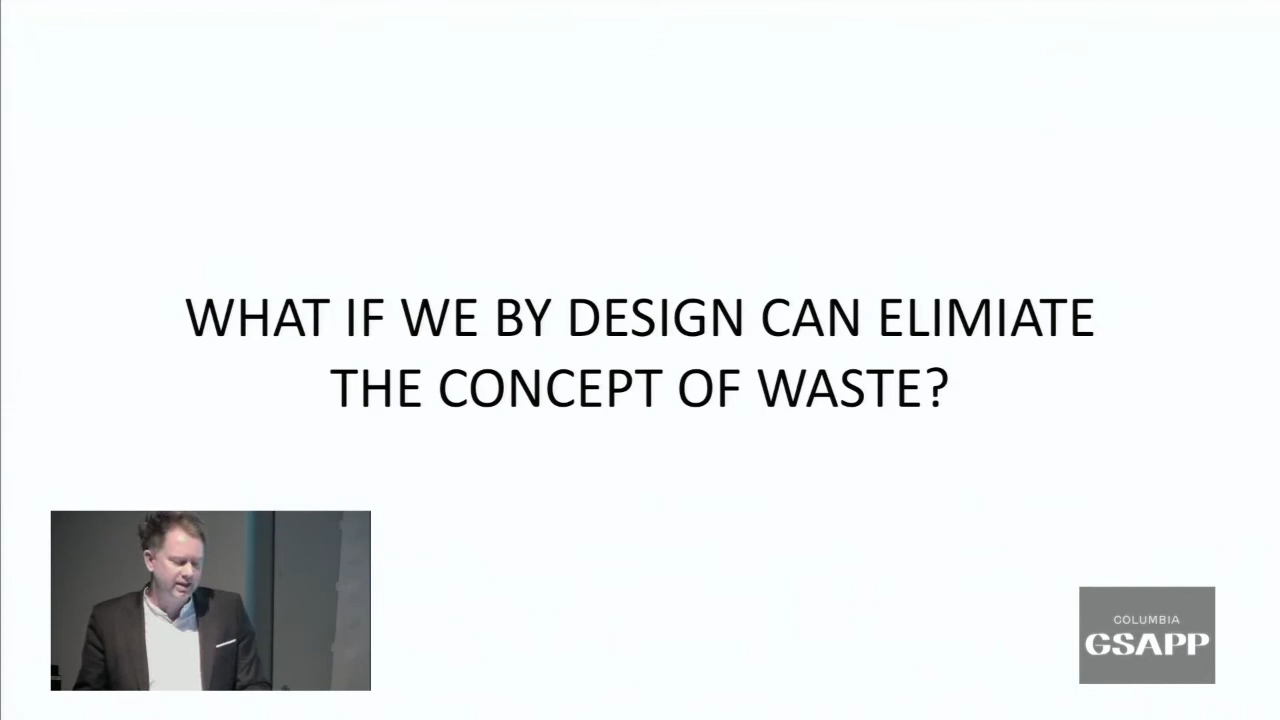 WHAT IF WE BY DESIGN CAN ELIMIATE
THE CONCEPT OF WASTE?
COLUMBIA
GSAPP